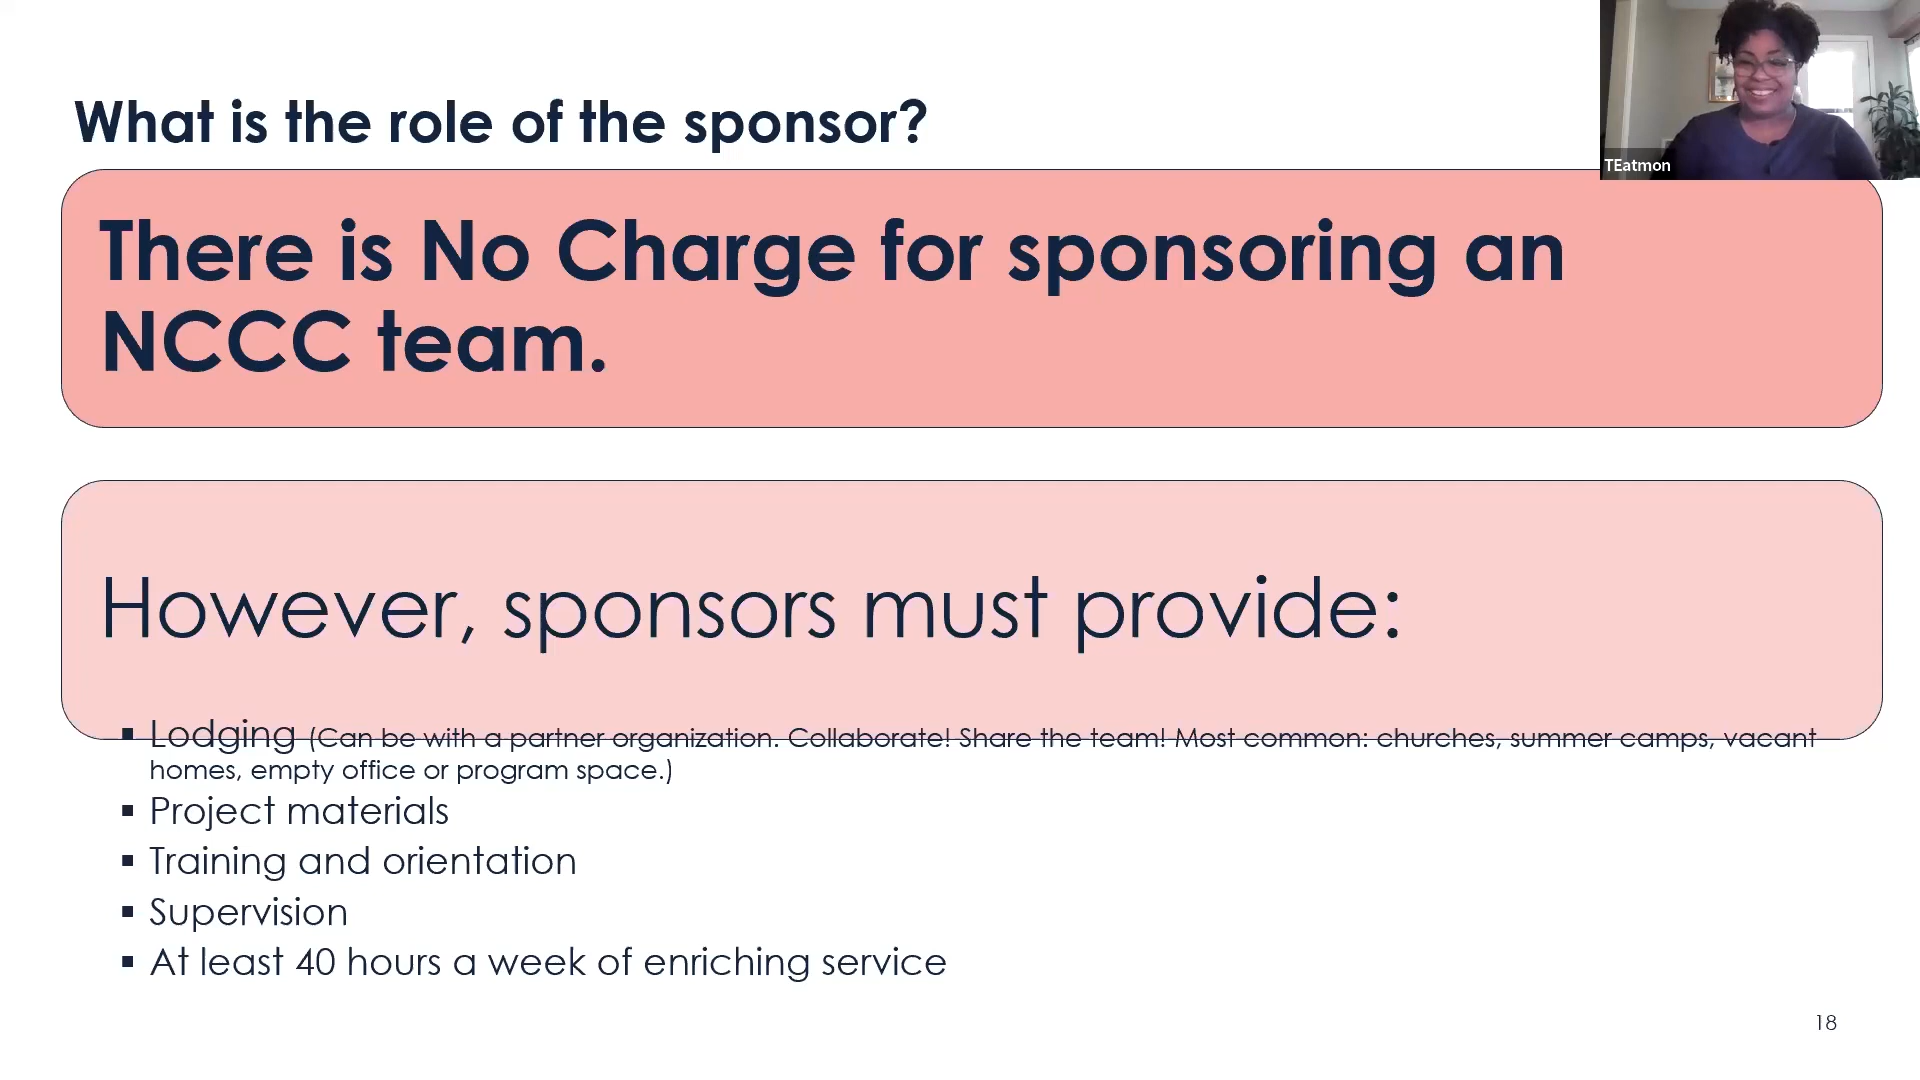 What is the role of the sponsor?
TEatmon
There is No Charge for sponsoring an
NCCC team.
However, sponsors must provide:
▪ Lodging (Can be with a partner organization. Collaborate! Share the team! Most common: churches, summer camps, vacant
homes, empty office or program space.)
▪ Project materials
▪ Training and orientation
▪ Supervision
▪ At least 40 hours a week of enriching service
18